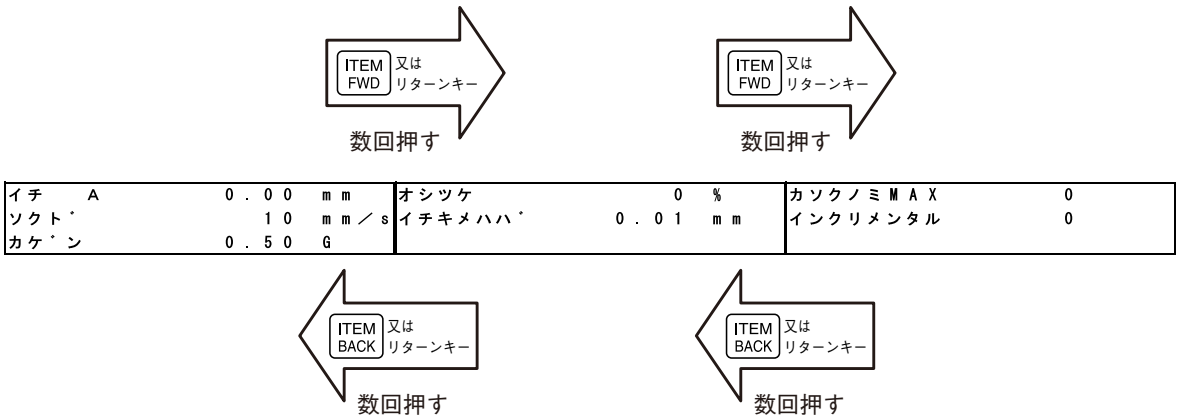 ITEM FWD 又は リターンキー
数回押す
ITEM FWD 又は リターンキー
数回押す
イチ A 0.00 mm オシツケ 0 % カソクノミMAX 0
ソクド 10 mm/s イチキメハバ 0.01 mm インクリメンタル 0
カゲン 0.50 G
ITEM BACK 又は リターンキー
数回押す
ITEM BACK 又は リターンキー
数回押す